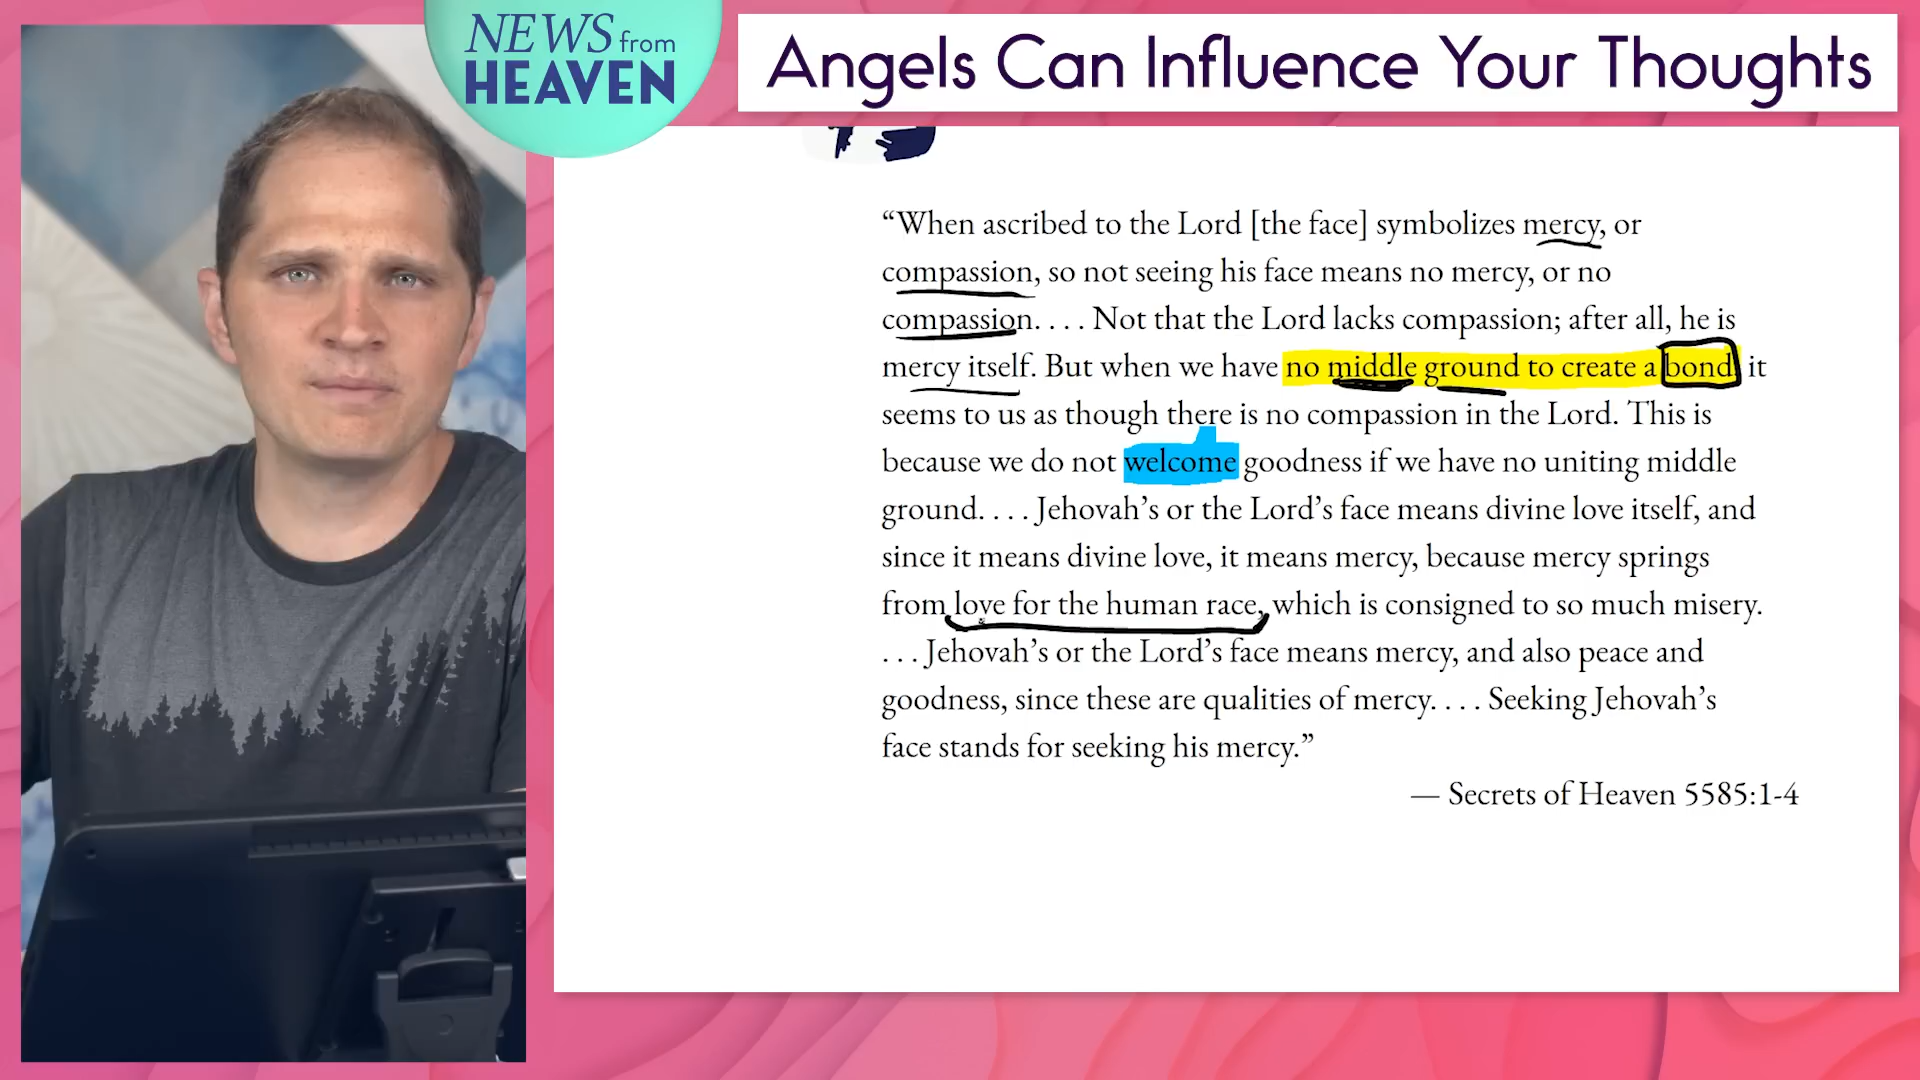 NEWS from
HEAVEN
Angels Can Influence Your Thoughts
“When ascribed to the Lord [the face] symbolizes mercy, or
compassion, so not seeing his face means no mercy, or no
compassion. . . . Not that the Lord lacks compassion; after all, he is
mercy itself. But when we have no middle ground to create a bond, it
seems to us as though there is no compassion in the Lord. This is
because we do not welcome goodness if we have no uniting middle
ground. . . . Jehovah’s or the Lord’s face means divine love itself, and
since it means divine love, it means mercy, because mercy springs
from love for the human race, which is consigned to so much misery.
. . . Jehovah’s or the Lord’s face means mercy, and also peace and
goodness, since these are qualities of mercy. . . . Seeking Jehovah’s
face stands for seeking his mercy.”
— Secrets of Heaven 5585:1-4